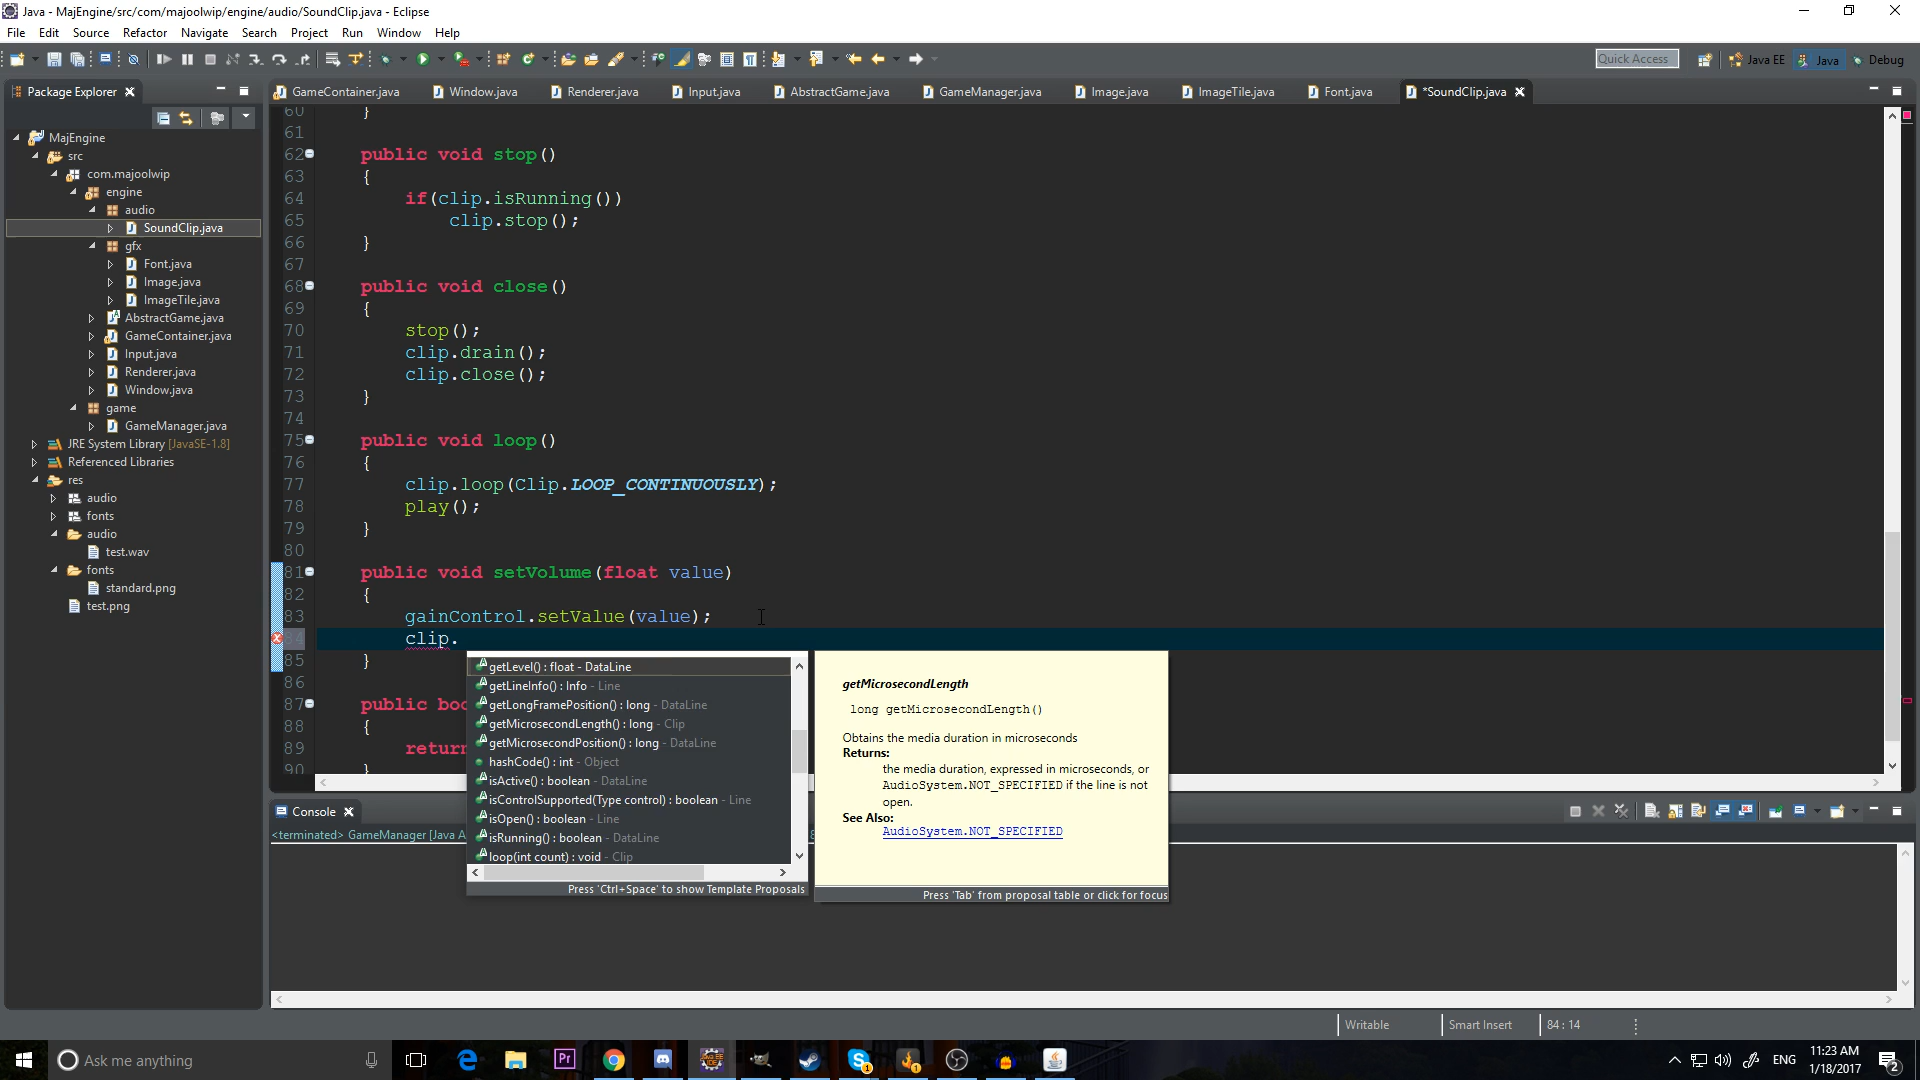 Java - MajEngine/src/com/majoolwip/engine/audio/SoundClip.java - Eclipse
File Edit Source Refactor Navigate Search Project Run Window Help
Quick Access Java EE Java Debug
Package Explorer
GameContainer.java Window.java Renderer.java Input.java AbstractGame.java GameManager.java Image.java ImageTile.java Font.java *SoundClip.java
MajEngine
src
com.majoolwip
engine
audio
SoundClip.java
gfx
Font.java
Image.java
ImageTile.java
AbstractGame.java
GameContainer.java
Input.java
Renderer.java
Window.java
game
GameManager.java
JRE System Library [JavaSE-1.8]
Referenced Libraries
res
audio
fonts
audio
test.wav
fonts
standard.png
test.png
60 }
61
62 public void stop()
63 {
64 if(clip.isRunning())
65 clip.stop();
66 }
67
68 public void close()
69 {
70 stop();
71 clip.drain();
72 clip.close();
73 }
74
75 public void loop()
76 {
77 clip.loop(Clip.LOOP_CONTINUOUSLY);
78 play();
79 }
80
81 public void setVolume(float value)
82 {
83 gainControl.setValue(value);
84 clip.
85 }
86
87 public boo
88 {
89 return
90 }
getLevel() : float - DataLine
getLineInfo() : Info - Line
getLongFramePosition() : long - DataLine
getMicrosecondLength() : long - Clip
getMicrosecondPosition() : long - DataLine
hashCode() : int - Object
isActive() : boolean - DataLine
isControlSupported(Type control) : boolean - Line
isOpen() : boolean - Line
isRunning() : boolean - DataLine
loop(int count) : void - Clip
Press 'Ctrl+Space' to show Template Proposals
getMicrosecondLength
long getMicrosecondLength()
Obtains the media duration in microseconds
Returns:
the media duration, expressed in microseconds, or
AudioSystem.NOT_SPECIFIED if the line is not
open.
See Also:
AudioSystem.NOT_SPECIFIED
Press 'Tab' from proposal table or click for focus
Console
<terminated> GameManager [Java A
Writable Smart Insert 84 : 14
Ask me anything
Pr
JAVA EE IDE
ENG
11:23 AM
1/18/2017
2